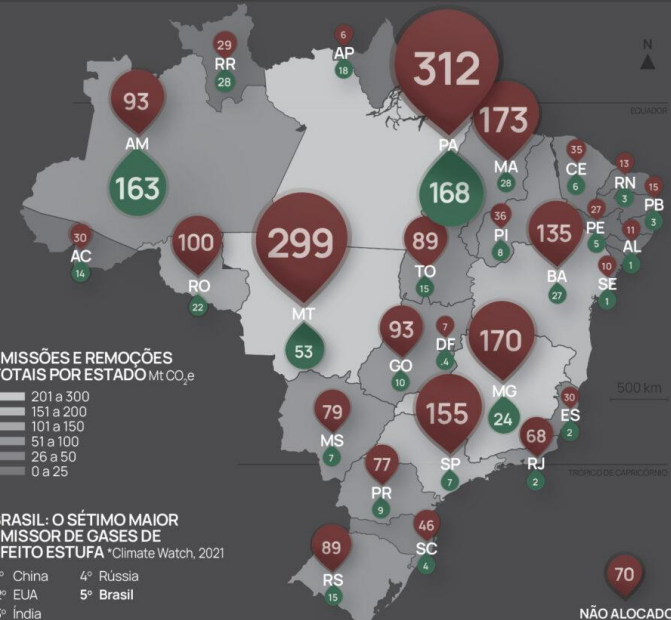 6
29
AP
RR
18
28
312
N
93
173
EQUADOR
AM
PA
MA
35
CE
163
168
28
6
13
RN
15
3
PB
3
30
AC
14
100
RO
22
299
89
TO
15
36
PI
8
135
BA
27
27
PE
5
11
AL
1
10
SE
1
MT
53
93
GO
10
7
DF
.4
170
MG
24
MISSÕES E REMOÇÕES
OTAIS POR ESTADO Mt CO₂e
201 a 300
151 a 200
101 a 150
51 a 100
26 a 50
0 a 25
79
MS
7
155
SP
7
30
ES
2
68
RJ
2
500 km
TRÓPICO DE CAPRICÓRNIO
77
PR
9
46
SC
4
89
RS
15
RASIL: O SÉTIMO MAIOR
MISSOR DE GASES DE
FEITO ESTUFA *Climate Watch, 2021
º China 4º Rússia
º EUA 5º Brasil
º Índia
70
NÃO ALOCADO